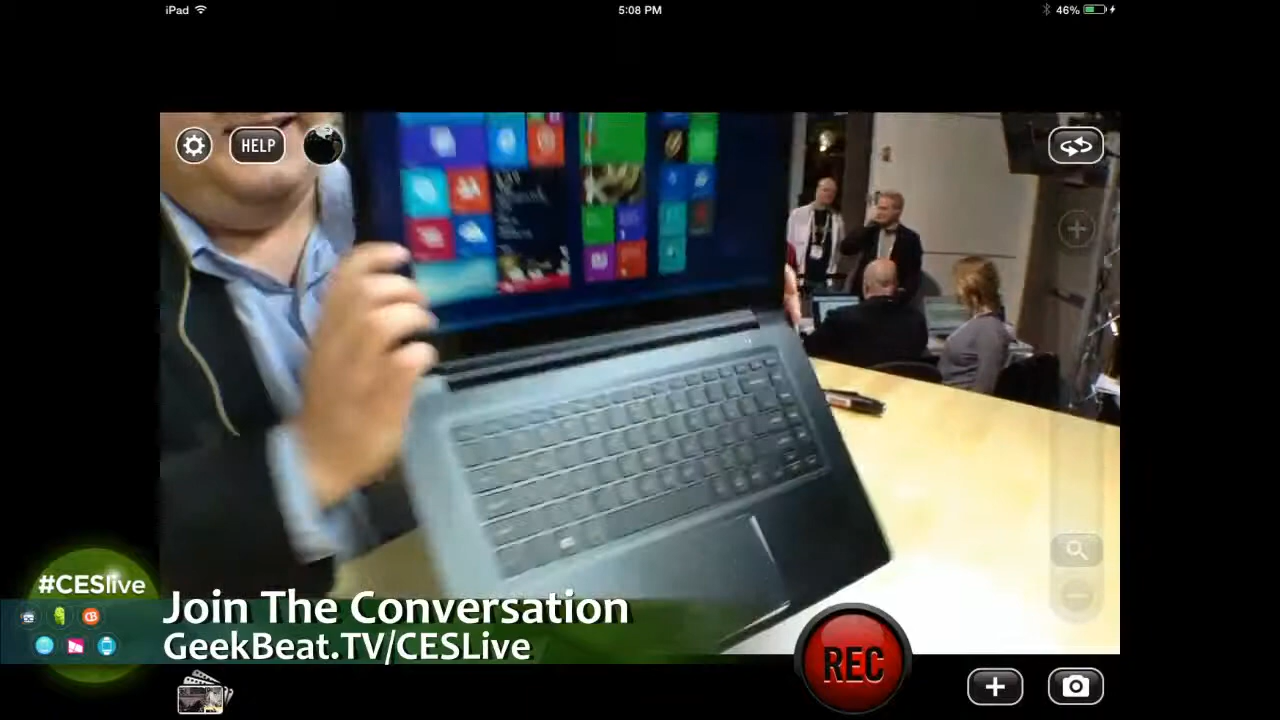 iPad
5:08 PM
46%
HELP
#CESlive
Join The Conversation
GeekBeat.TV/CESLive
REC